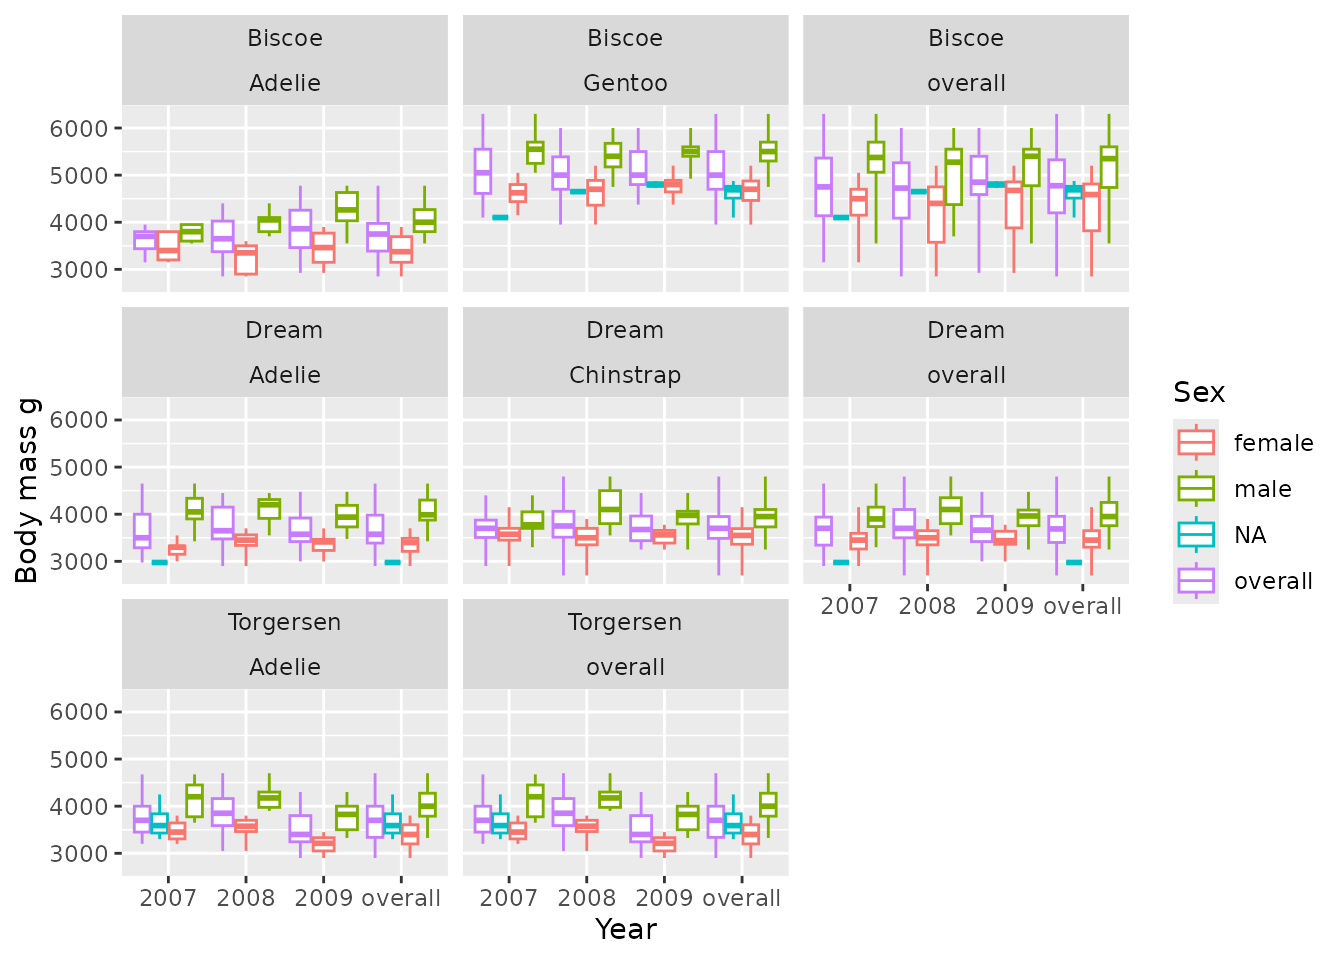 Biscoe
Adelie
Biscoe
Gentoo
Biscoe
overall
6000
5000
4000
3000
Dream
Adelie
Dream
Chinstrap
Dream
overall
6000
5000
4000
3000
2007 2008 2009 overall
Torgersen
Adelie
Torgersen
overall
6000
5000
4000
3000
2007 2008 2009 overall
2007 2008 2009 overall
Year
Body mass g
Sex
female
male
NA
overall